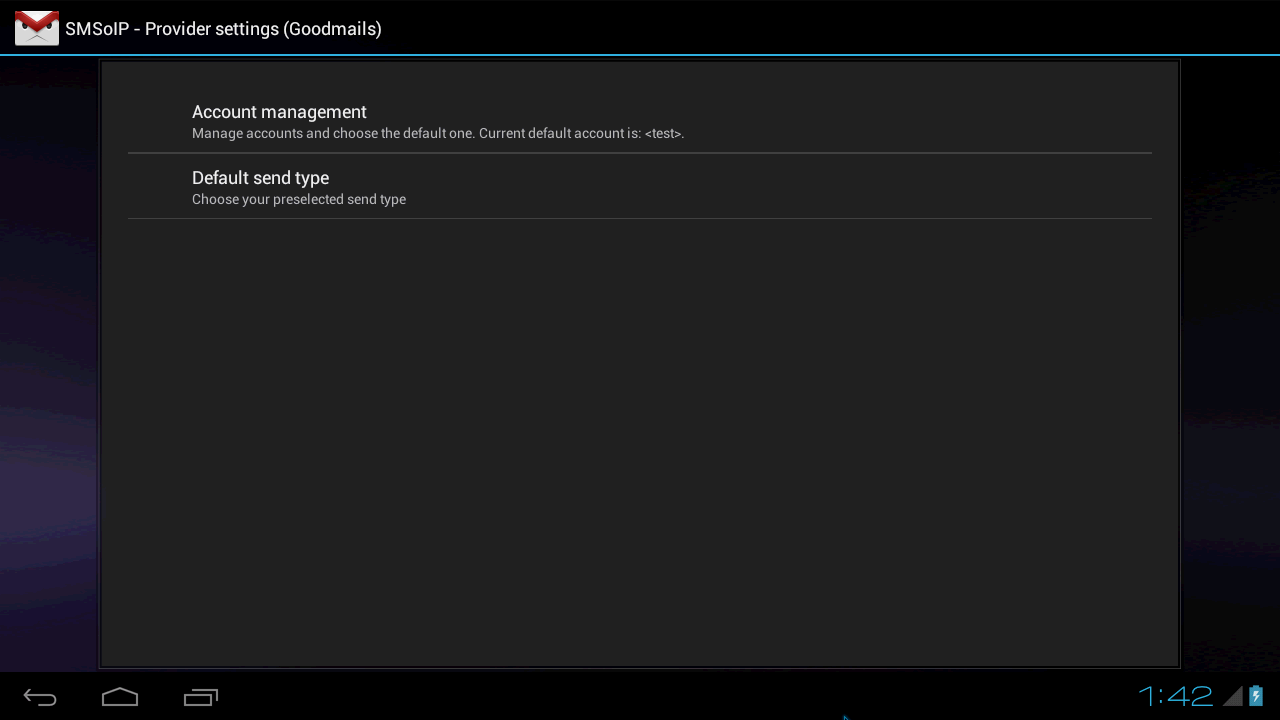 SMSoIP - Provider settings (Goodmails)
Account management
Manage accounts and choose the default one. Current default account is: <test>.
Default send type
Choose your preselected send type
1:42